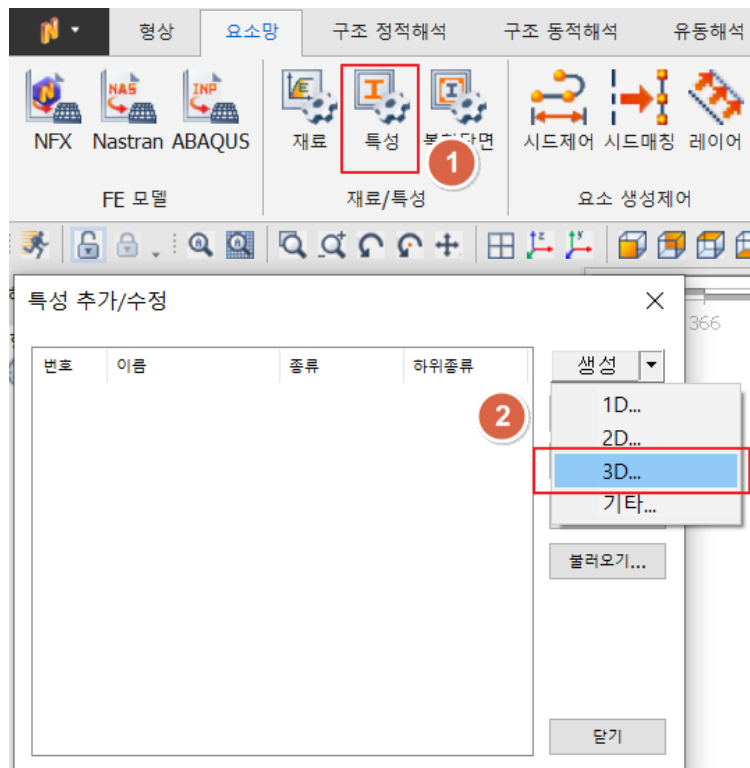 형상 요소망 구조 정적해석 구조 동적해석 유동해석
NAS INP
NFX Nastran ABAQUS 재료 특성 단면 시드제어 시드매칭 레이어
1
FE 모델 재료/특성 요소 생성제어
특성 추가/수정
366
번호 이름 종류 하위종류 생성
1D...
2
2D...
3D...
기타...
불러오기...
닫기